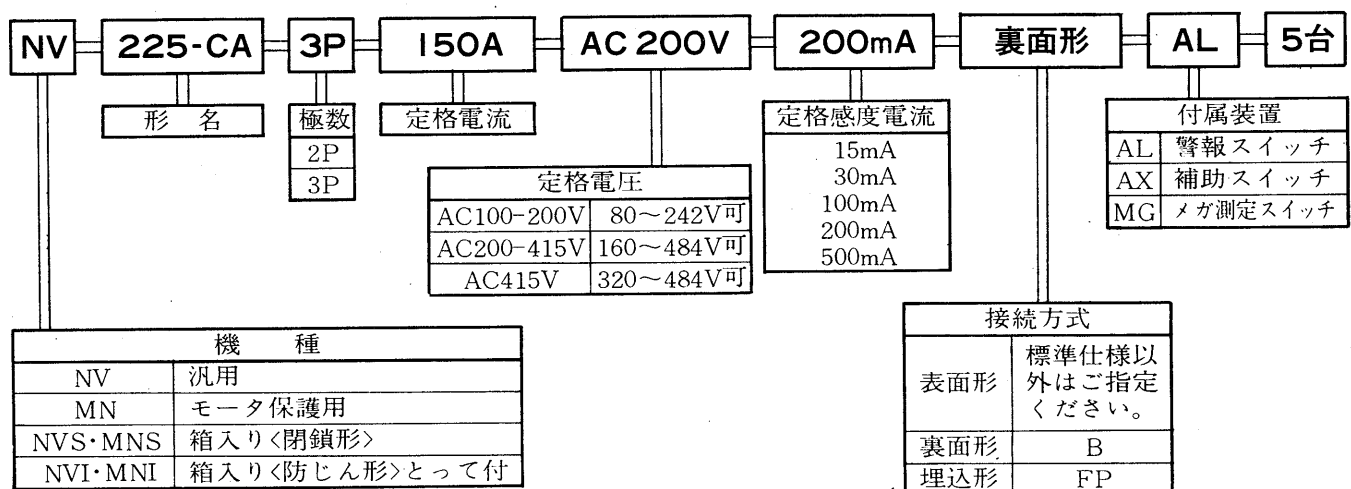 NV 225-CA 3P 150A AC 200V 200mA 裏面形 AL 5台
形 名
極数
2P
3P
定格電流
定格電圧
AC100-200V 80～242V可
AC200-415V 160～484V可
AC415V 320～484V可
定格感度電流
15mA
30mA
100mA
200mA
500mA
付属装置
AL 警報スイッチ
AX 補助スイッチ
MG メガ測定スイッチ
機 種
NV 汎用
MN モータ保護用
NVS･MNS 箱入り<閉鎖形>
NVI･MNI 箱入り<防じん形>とって付
接続方式
表面形 標準仕様以
外はご指定
ください。
裏面形 B
埋込形 FP